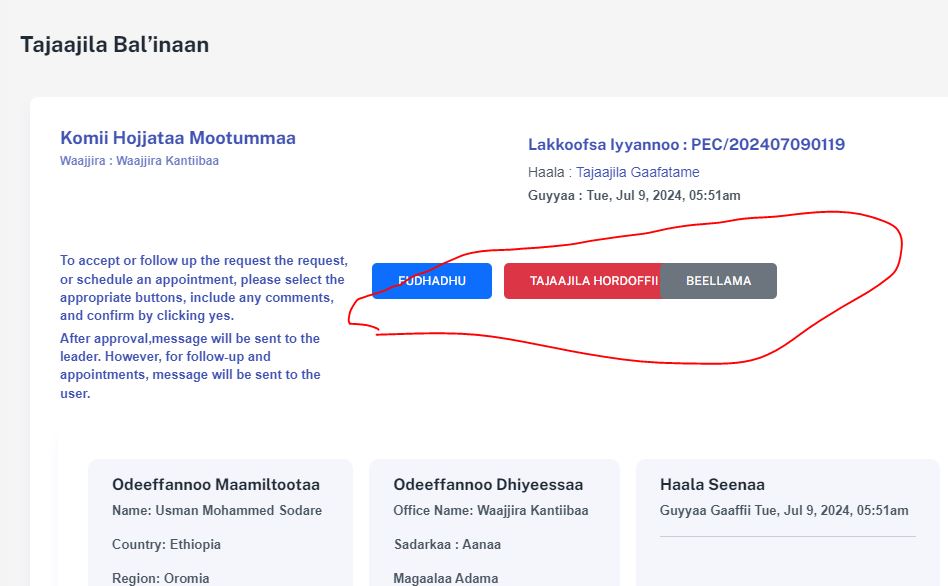 Tajaajila Bal’inaan
Komii Hojjataa Mootummaa
Waajjira : Waajjira Kantiibaa
Lakkoofsa Iyyannoo : PEC/202407090119
Haala : Tajaajila Gaafatame
Guyyaa : Tue, Jul 9, 2024, 05:51am
To accept or follow up the request the request,
or schedule an appointment, please select the
appropriate buttons, include any comments,
and confirm by clicking yes.
After approval,message will be sent to the
leader. However, for follow-up and
appointments, message will be sent to the
user.
FUDHADHU
TAJAAJILA HORDOFFII
BEELLAMA
Odeeffannoo Maamiltootaa
Name: Usman Mohammed Sodare
Country: Ethiopia
Region: Oromia
Odeeffannoo Dhiyeessaa
Office Name: Waajjira Kantiibaa
Sadarkaa : Aanaa
Magaalaa Adama
Haala Seenaa
Guyyaa Gaaffii Tue, Jul 9, 2024, 05:51am